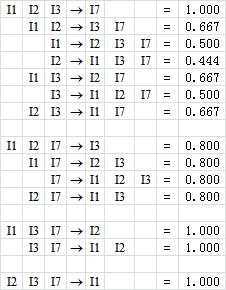 I1 I2 I3 → I7 = 1.000
I1 I2 → I3 I7 = 0.667
I1 → I2 I3 I7 = 0.500
I2 → I1 I3 I7 = 0.444
I1 I3 → I2 I7 = 0.667
I3 → I1 I2 I7 = 0.500
I2 I3 → I1 I7 = 0.667
I1 I2 I7 → I3 = 0.800
I1 I7 → I2 I3 = 0.800
I7 → I1 I2 I3 = 0.800
I2 I7 → I1 I3 = 0.800
I1 I3 I7 → I2 = 1.000
I3 I7 → I1 I2 = 1.000
I2 I3 I7 → I1 = 1.000